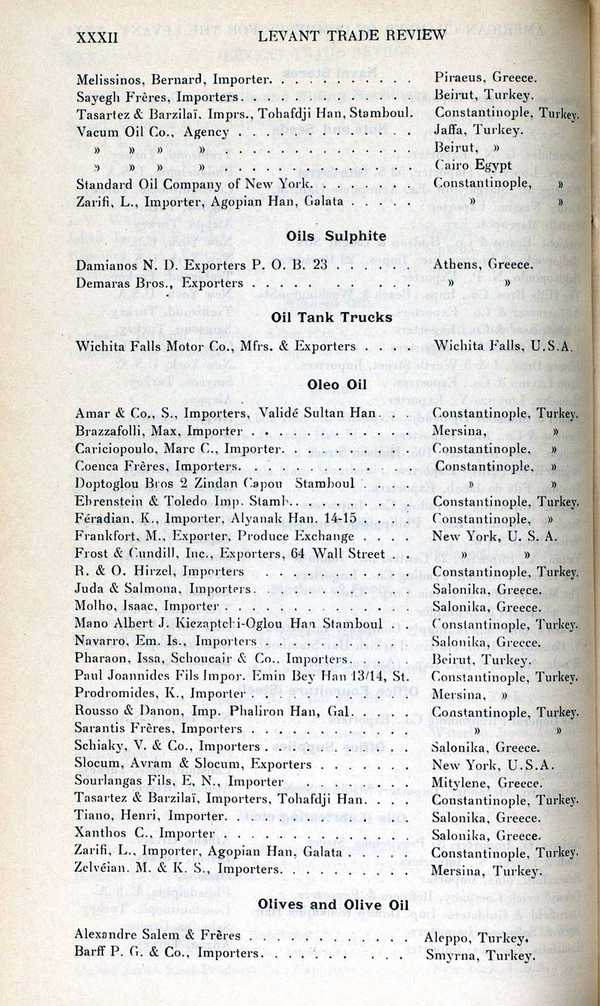 XXXII LEVANT TRADE REVIEW
Melissinos, Bernard, Importer. . . . . . . . . . . Piraeus, Greece.
Sayegh Frères, Importers. . . . . . . . . . . . . Beirut, Turkey.
Tasartez & Barzilaï. Imprs., Tohafdji Han, Stamboul. Constantinople, Turkey.
Vacum Oil Co., Agency . . . . . . . . . . . . . Jaffa, Turkey.
» » » » . . . . . . . . . . . . . . Beirut, »
» » » » . . . . . . . . . . . . . . Cairo Egypt
Standard Oil Company of New York. . . . . . . . Constantinople, »
Zarifi, L., Importer, Agopian Han, Galata . . . . . » »
Oils Sulphite
Damianos N. D. Exporters P. O. B. 23 . . . . . . Athens, Greece.
Demaras Bros., Exporters . . . . . . . . . . . » »
Oil Tank Trucks
Wichita Falls Motor Co., Mfrs. & Exporters . . . . Wichita Falls, U.S.A.
Oleo Oil
Amar & Co., S., Importers, Validé Sultan Han. . . Constantinople, Turkey.
Brazzafolli, Max, Importer . . . . . . . . . . . . Mersina, »
Cariciopoulo, Marc C., Importer. . . . . . . . . . Constantinople, »
Coenca Frères, Importers. . . . . . . . . . . . . Constantinople, »
Doptoglou Bros 2 Zindan Capou Stamboul . . . . » »
Ehrenstein & Toledo Imp. Stamb.. . . . . . . . . Constantinople, Turkey.
Féradian, K., Importer, Alyanak Han. 14-15 . . . . Constantinople, »
Frankfort, M., Exporter, Produce Exchange . . . . New York, U. S. A.
Frost & Cundill, Inc., Exporters, 64 Wall Street . . » »
R. & O. Hirzel, Importers . . . . . . . . . . . Constantinople, Turkey.
Juda & Salmona, Importers. . . . . . . . . . . . Salonika, Greece.
Molho, Isaac, Importer . . . . . . . . . . . . . . Salonika, Greece.
Mano Albert J. Kiezaptchi-Oglou Han Stamboul . . Constantinople, Turkey.
Navarro, Em. Is., Importers . . . . . . . . . . . Salonika, Greece.
Pharaon, Issa, Schoncair & Co.. Importers. . . . . Beirut, Turkey.
Paul Joannides Fils Impor. Emin Bey Han 13/14, St. Constantinople, Turkey.
Prodromides, K., Importer . . . . . . . . . . . . Mersina, »
Rousso & Danon, Imp. Phaliron Han, Gal. . . . . Constantinople, Turkey.
Sarantis Frères, Importers . . . . . . . . . . . . » »
Schiaky, V. & Co., Importers . . . . . . . . . . . Salonika, Greece.
Slocum, Avram & Slocum, Exporters . . . . . . . New York, U.S.A.
Sourlangas Fils, E, N., Importer . . . . . . . Mitylene, Greece.
Tasartez & Barzilaï, Importers, Tohafdji Han. . . . Constantinople, Turkey.
Tiano, Henri, Importer. . . . . . . . . . . . . . Salonika, Greece.
Xanthos C., Importer . . . . . . . . . . . . . . Salonika, Greece.
Zarifi, L., Importer, Agopian Han, Galata . . . . . Constantinople, Turkey.
Zelvéian. M. & K. S., Importers. . . . . . . . . . Mersina, Turkey.
Olives and Olive Oil
Alexandre Salem & Frères . . . . . . . . . . . . Aleppo, Turkey.
Barff P. G. & Co., Importers. . . . . . . . . . Smyrna, Turkey.